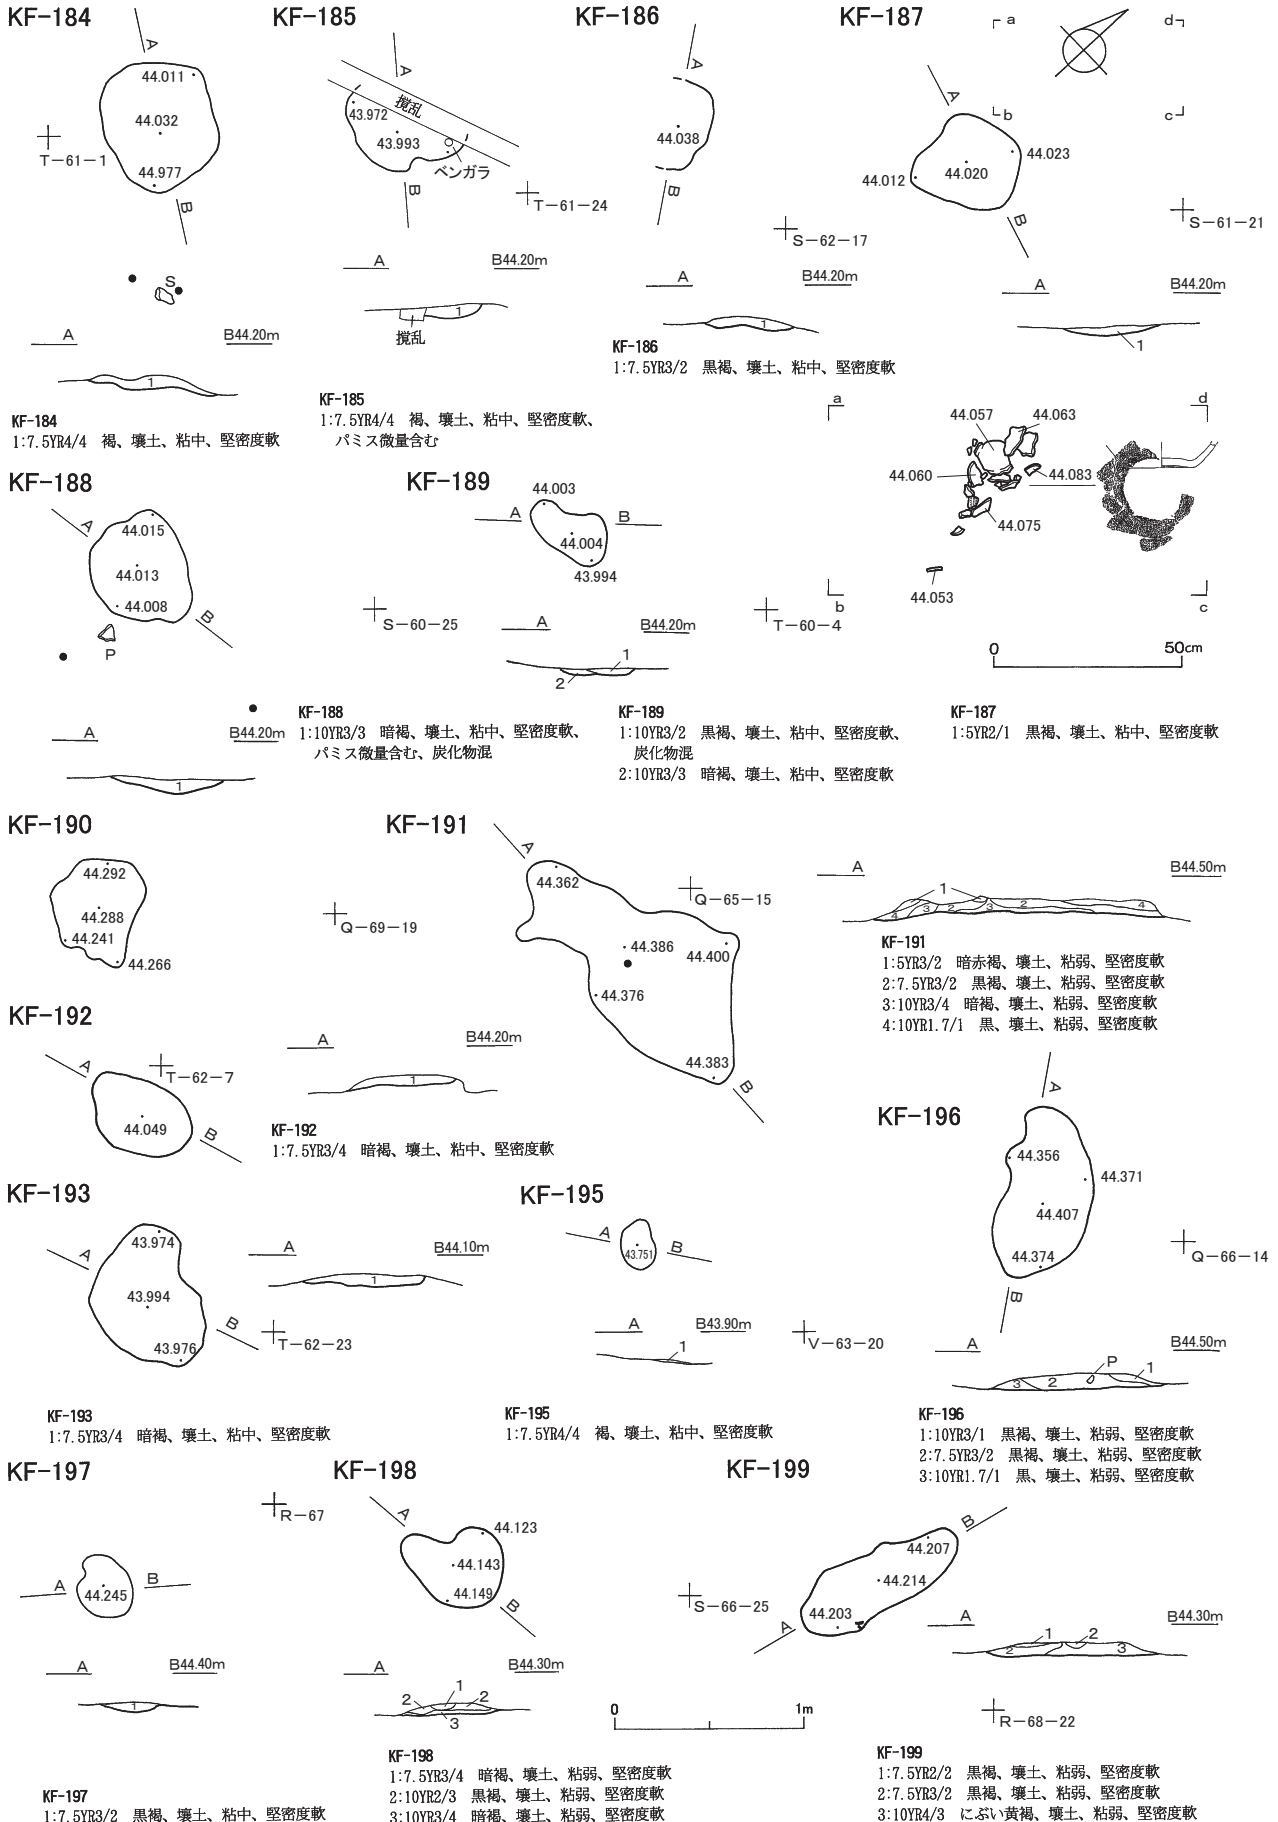 KF-184
A
44.011
44.032
T-61-1
44.977
B
S
A
B44.20m
1
KF-184
1:7.5YR4/4 褐、壌土、粘中、堅密度軟
KF-185
A
撹乱
43.972
43.993
ベンガラ
B
T-61-24
A
B44.20m
1
撹乱
KF-185
1:7.5YR4/4 褐、壌土、粘中、堅密度軟、
パミス微量含む
KF-186
A
44.038
B
S-62-17
A
B44.20m
1
KF-186
1:7.5YR3/2 黒褐、壌土、粘中、堅密度軟
KF-187
a
d
b
c
A
44.023
44.020
44.012
B
S-61-21
A
B44.20m
1
a
d
44.057
44.063
44.060
44.083
44.075
44.053
b
c
0
50cm
KF-187
1:5YR2/1 黒褐、壌土、粘中、堅密度軟
KF-188
A
44.015
44.013
44.008
B
P
S-60-25
A
B44.20m
1
KF-188
1:10YR3/3 暗褐、壌土、粘中、堅密度軟、
パミス微量含む、炭化物混
KF-189
44.003
A
B
44.004
43.994
T-60-4
A
B44.20m
1
2
KF-189
1:10YR3/2 黒褐、壌土、粘中、堅密度軟、
炭化物混
2:10YR3/3 暗褐、壌土、粘中、堅密度軟
KF-190
44.292
44.288
44.241
44.266
Q-69-19
KF-191
A
44.362
Q-65-15
44.386
44.400
44.376
44.383
B
A
B44.50m
1
4
3
2
3
2
4
KF-191
1:5YR3/2 暗赤褐、壌土、粘弱、堅密度軟
2:7.5YR3/2 黒褐、壌土、粘弱、堅密度軟
3:10YR3/4 暗褐、壌土、粘弱、堅密度軟
4:10YR1.7/1 黒、壌土、粘弱、堅密度軟
KF-192
A
T-62-7
44.049
B
A
B44.20m
1
KF-192
1:7.5YR3/4 暗褐、壌土、粘中、堅密度軟
KF-193
A
43.974
43.994
43.976
B
T-62-23
A
B44.10m
1
KF-193
1:7.5YR3/4 暗褐、壌土、粘中、堅密度軟
KF-195
A
43.751
B
A
B43.90m
1
V-63-20
KF-195
1:7.5YR4/4 褐、壌土、粘中、堅密度軟
KF-196
A
44.356
44.371
44.407
44.374
B
Q-66-14
A
B44.50m
P
1
3
2
KF-196
1:10YR3/1 黒褐、壌土、粘弱、堅密度軟
2:7.5YR3/2 黒褐、壌土、粘弱、堅密度軟
3:10YR1.7/1 黒、壌土、粘弱、堅密度軟
KF-197
R-67
A
44.245
B
A
B44.40m
1
KF-197
1:7.5YR3/2 黒褐、壌土、粘中、堅密度軟
KF-198
A
44.123
44.143
44.149
B
A
B44.30m
1
2
2
3
KF-198
1:7.5YR3/4 暗褐、壌土、粘弱、堅密度軟
2:10YR2/3 黒褐、壌土、粘弱、堅密度軟
3:10YR3/4 暗褐、壌土、粘弱、堅密度軟
KF-199
B
44.207
44.214
44.203
A
S-66-25
A
B44.30m
1
2
2
3
0
1m
R-68-22
KF-199
1:7.5YR2/2 黒褐、壌土、粘弱、堅密度軟
2:7.5YR3/2 黒褐、壌土、粘弱、堅密度軟
3:10YR4/3 にぶい黄褐、壌土、粘弱、堅密度軟